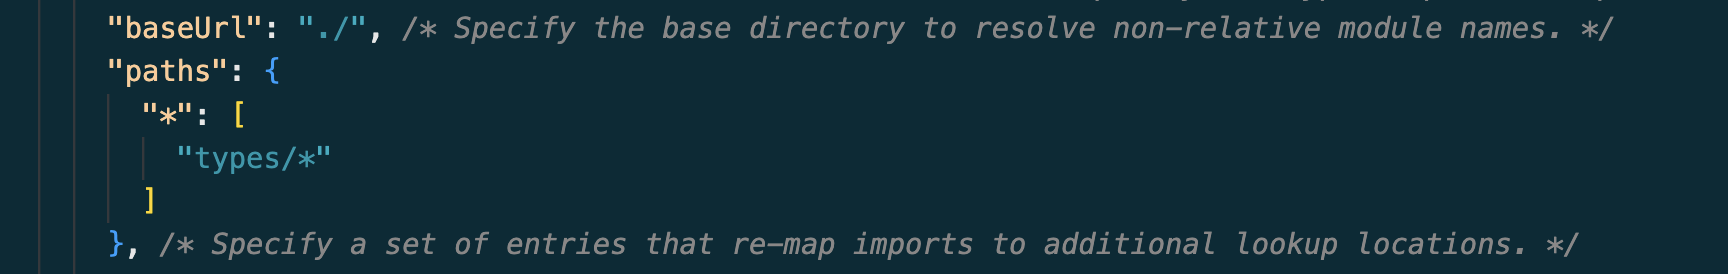 "baseUrl": "./", /* Specify the base directory to resolve non-relative module names. */
"paths": {
"*": [
"types/*"
]
}, /* Specify a set of entries that re-map imports to additional lookup locations. */